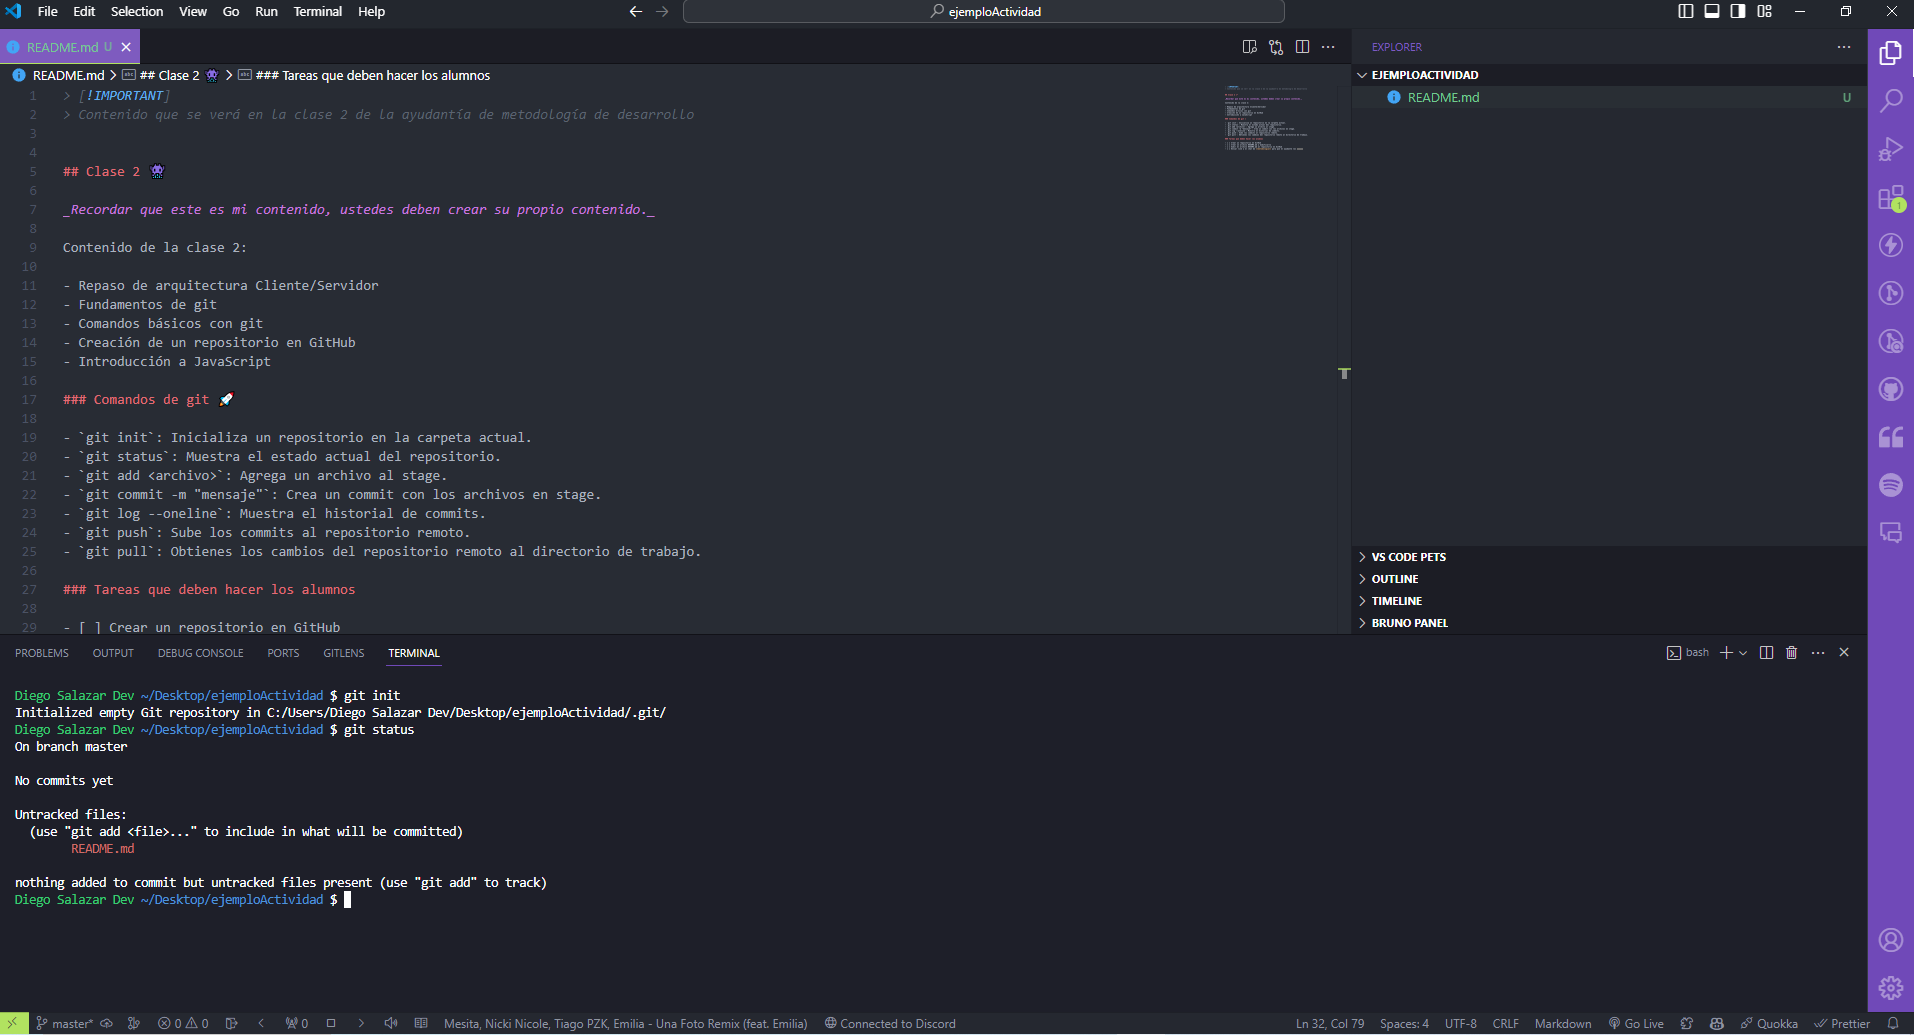 File Edit Selection View Go Run Terminal Help
ejemploActividad
README.md U
README.md > ## Clase 2 > ### Tareas que deben hacer los alumnos
1 > [!IMPORTANT]
2 > Contenido que se verá en la clase 2 de la ayudantía de metodología de desarrollo
3
4
5 ## Clase 2
6
7 _Recordar que este es mi contenido, ustedes deben crear su propio contenido._
8
9 Contenido de la clase 2:
10
11 - Repaso de arquitectura Cliente/Servidor
12 - Fundamentos de git
13 - Comandos básicos con git
14 - Creación de un repositorio en GitHub
15 - Introducción a JavaScript
16
17 ### Comandos de git 🚀
18
19 - `git init`: Inicializa un repositorio en la carpeta actual.
20 - `git status`: Muestra el estado actual del repositorio.
21 - `git add <archivo>`: Agrega un archivo al stage.
22 - `git commit -m "mensaje"`: Crea un commit con los archivos en stage.
23 - `git log --oneline`: Muestra el historial de commits.
24 - `git push`: Sube los commits al repositorio remoto.
25 - `git pull`: Obtienes los cambios del repositorio remoto al directorio de trabajo.
26
27 ### Tareas que deben hacer los alumnos
28
29 - [ ] Crear un repositorio en GitHub
EXPLORER
EJEMPLOACTIVIDAD
README.md U
VS CODE PETS
OUTLINE
TIMELINE
BRUNO PANEL
1
PROBLEMS OUTPUT DEBUG CONSOLE PORTS GITLENS TERMINAL
bash
Diego Salazar Dev ~/Desktop/ejemploActividad $ git init
Initialized empty Git repository in C:/Users/Diego Salazar Dev/Desktop/ejemploActividad/.git/
Diego Salazar Dev ~/Desktop/ejemploActividad $ git status
On branch master
No commits yet
Untracked files:
(use "git add <file>..." to include in what will be committed)
README.md
nothing added to commit but untracked files present (use "git add" to track)
Diego Salazar Dev ~/Desktop/ejemploActividad $
master* 0 0 0 Mesita, Nicki Nicole, Tiago PZK, Emilia - Una Foto Remix (feat. Emilia) Connected to Discord Ln 32, Col 79 Spaces: 4 UTF-8 CRLF Markdown Go Live Quokka Prettier